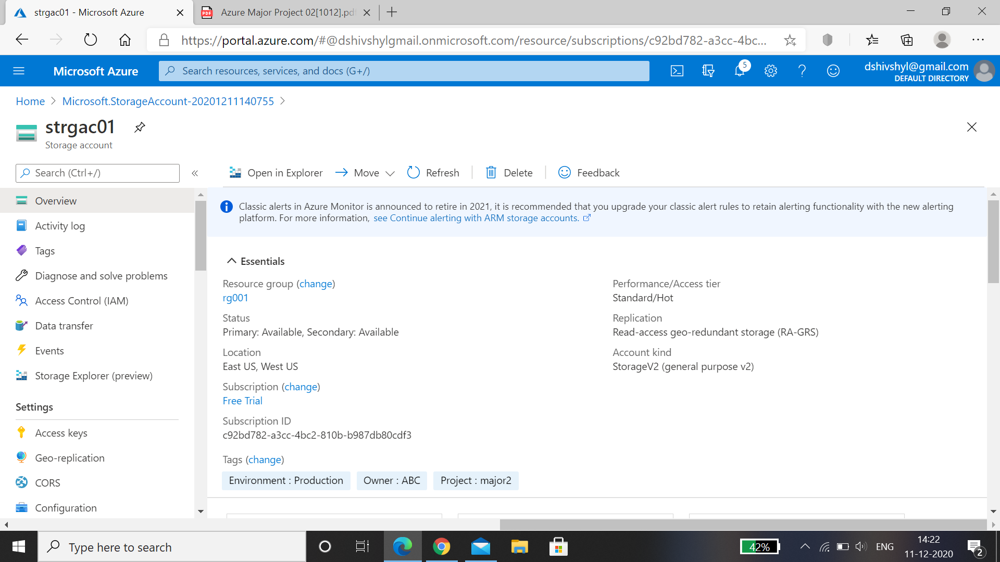 strgac01 - Microsoft Azure
PDF
Azure Major Project 02[1012].pdf
https://portal.azure.com/#@dshivshylgmail.onmicrosoft.com/resource/subscriptions/c92bd782-a3cc-4bc...
Microsoft Azure
Search resources, services, and docs (G+/)
5
dshivshyl@gmail.com
DEFAULT DIRECTORY
Home > Microsoft.StorageAccount-20201211140755 >
strgac01
Storage account
Search (Ctrl+/)
«
Open in Explorer
Move
Refresh
Delete
Feedback
Overview
Activity log
Tags
Diagnose and solve problems
Access Control (IAM)
Data transfer
Events
Storage Explorer (preview)
Settings
Access keys
Geo-replication
CORS
Configuration
Classic alerts in Azure Monitor is announced to retire in 2021, it is recommended that you upgrade your classic alert rules to retain alerting functionality with the new alerting
platform. For more information, see Continue alerting with ARM storage accounts.
Essentials
Resource group (change)
rg001
Status
Primary: Available, Secondary: Available
Location
East US, West US
Subscription (change)
Free Trial
Subscription ID
c92bd782-a3cc-4bc2-810b-b987db80cdf3
Tags (change)
Environment : Production
Owner : ABC
Project : major2
Performance/Access tier
Standard/Hot
Replication
Read-access geo-redundant storage (RA-GRS)
Account kind
StorageV2 (general purpose v2)
Type here to search
42%
ENG
14:22
11-12-2020
2